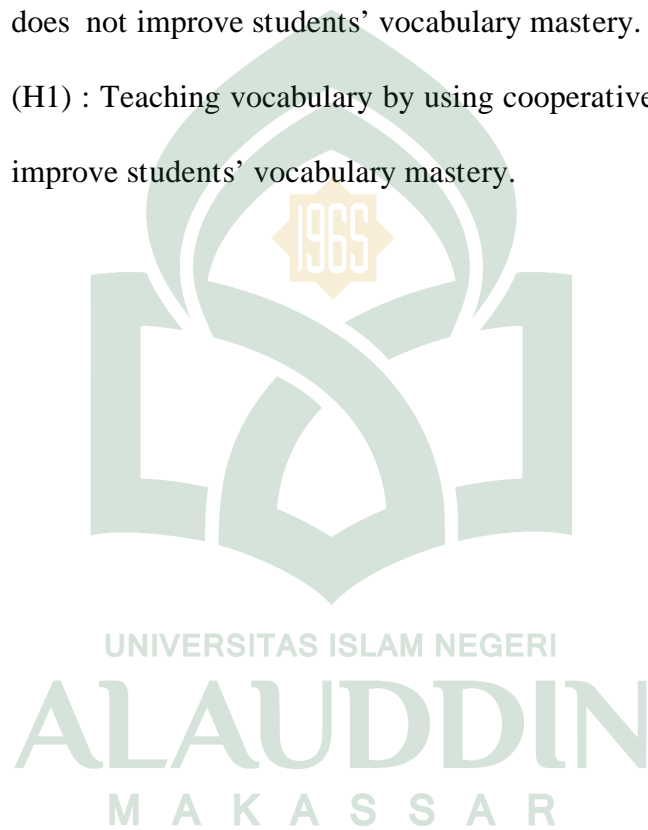 does not improve students’ vocabulary mastery.
(H1) : Teaching vocabulary by using cooperative
improve students’ vocabulary mastery.
1965
UNIVERSITAS ISLAM NEGERI
ALAUDDIN
MAKASSAR